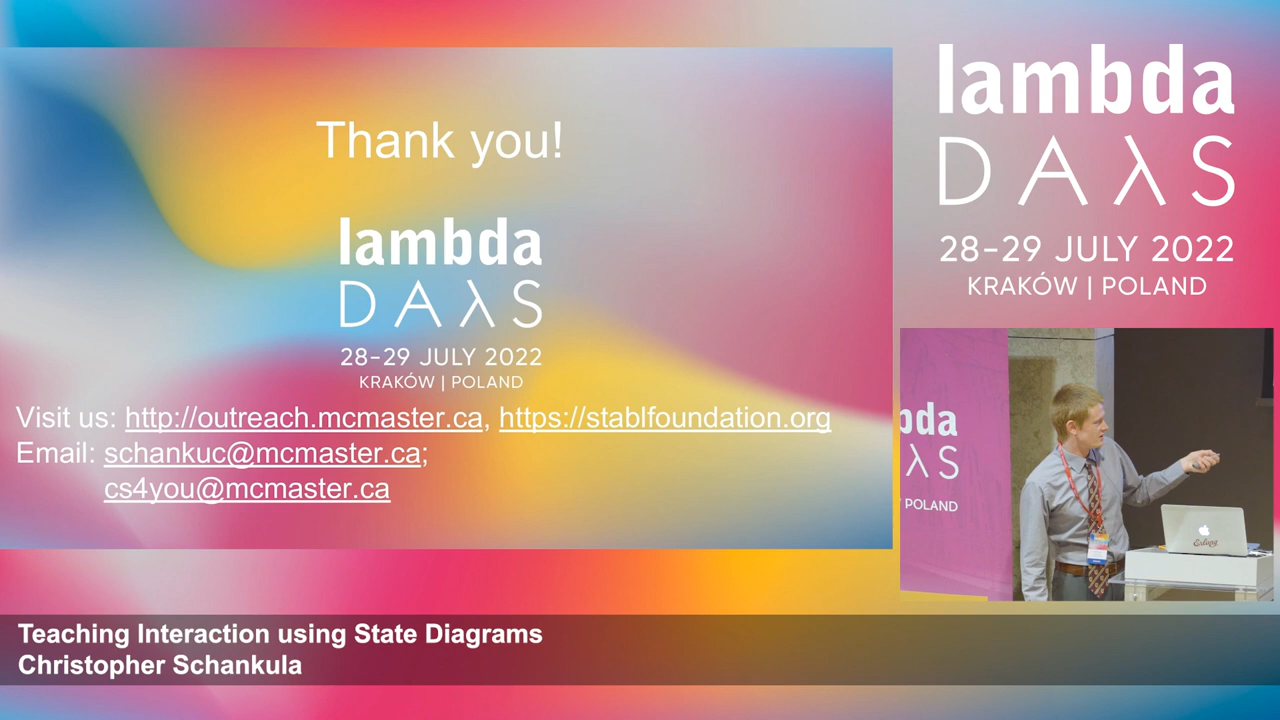 Thank you!
lambda
DAλS
28–29 JULY 2022
KRAKÓW | POLAND
Visit us: http://outreach.mcmaster.ca, https://stablfoundation.org
Email: schankuc@mcmaster.ca;
cs4you@mcmaster.ca
lambda
DAλS
28–29 JULY 2022
KRAKÓW | POLAND
bda
λS
POLAND
Erlang
Teaching Interaction using State Diagrams
Christopher Schankula